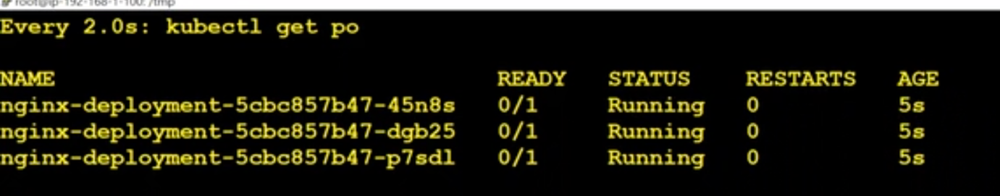 root@ip-192-168-1-100: /tmp
Every 2.0s: kubectl get po
NAME READY STATUS RESTARTS AGE
nginx-deployment-5cbc857b47-45n8s 0/1 Running 0 5s
nginx-deployment-5cbc857b47-dgb25 0/1 Running 0 5s
nginx-deployment-5cbc857b47-p7sdl 0/1 Running 0 5s